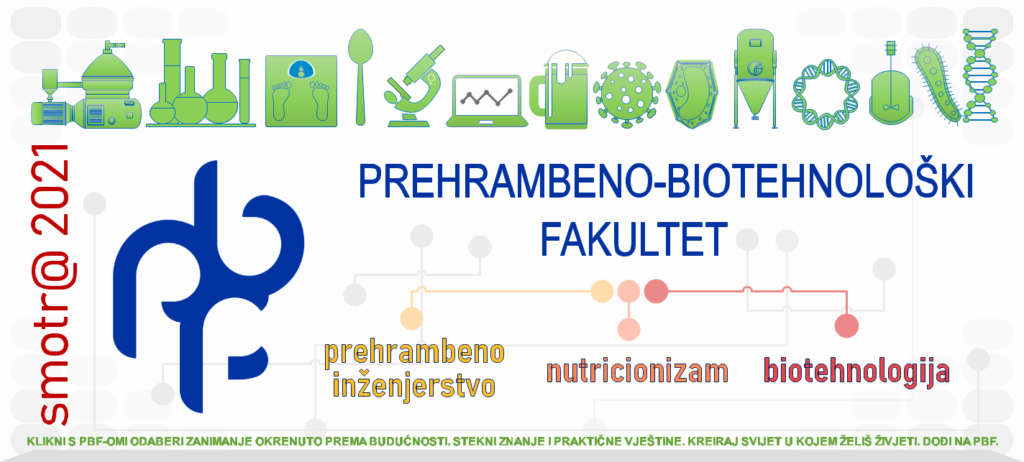 smotr@ 2021
PREHRAMBENO-BIOTEHNOLOŠKI
FAKULTET
prehrambeno
inženjerstvo
nutricionizam
biotehnologija
KLIKNI S PBF-OMI ODABERI ZANIMANJE OKRENUTO PREMA BUDUĆNOSTI. STEKNI ZNANJE I PRAKTIČNE VJEŠTINE. KREIRAJ SVIJET U KOJEM ŽELIŠ ŽIVJETI. DOĐI NA PBF.